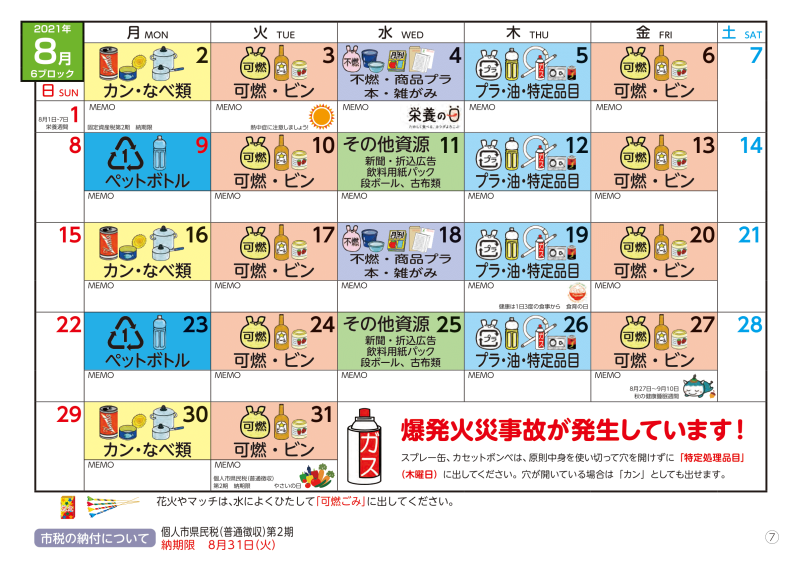 2021年
8月
6ブロック
月 MON
火 TUE
水 WED
木 THU
金 FRI
土 SAT
日 SUN
2
カン・なべ類
3
可燃
可燃・ビン
4
不燃
月刊
不燃・商品プラ
本・雑がみ
5
プラ
ガス
プラ・油・特定品目
6
可燃
可燃・ビン
7
8月1日~7日
栄養週間
1
MEMO
固定資産税第2期 納期限
MEMO
熱中症に注意しましょう!
MEMO
栄養の日
MEMO
MEMO
8
1
9
ペットボトル
可燃
10
可燃・ビン
その他資源 11
新聞・折込広告
飲料用紙パック
段ボール、古布類
プラ
ガス
12
プラ・油・特定品目
可燃
13
可燃・ビン
14
MEMO
MEMO
MEMO
MEMO
MEMO
15
16
カン・なべ類
可燃
17
可燃・ビン
不燃
月刊
18
不燃・商品プラ
本・雑がみ
プラ
ガス
19
プラ・油・特定品目
可燃
20
可燃・ビン
21
MEMO
MEMO
MEMO
MEMO
健康は1日3度の食事から 食育の日
MEMO
22
1
23
ペットボトル
可燃
24
可燃・ビン
その他資源 25
新聞・折込広告
飲料用紙パック
段ボール、古布類
プラ
ガス
26
プラ・油・特定品目
可燃
27
可燃・ビン
28
MEMO
MEMO
MEMO
MEMO
MEMO
8月27日~9月10日
秋の健康睡眠週間
29
30
カン・なべ類
可燃
31
可燃・ビン
MEMO
MEMO
個人市県民税(普通徴収)
第2期 納期限 やさいの日
ガス
爆発火災事故が発生しています!
スプレー缶、カセットボンベは、原則中身を使い切って穴を開けずに「特定処理品目」
(木曜日)に出してください。穴が開いている場合は「カン」としても出せます。
花火やマッチは、水によくひたして「可燃ごみ」に出してください。
市税の納付について
個人市県民税(普通徴収)第2期
納期限 8月31日(火)
⑦